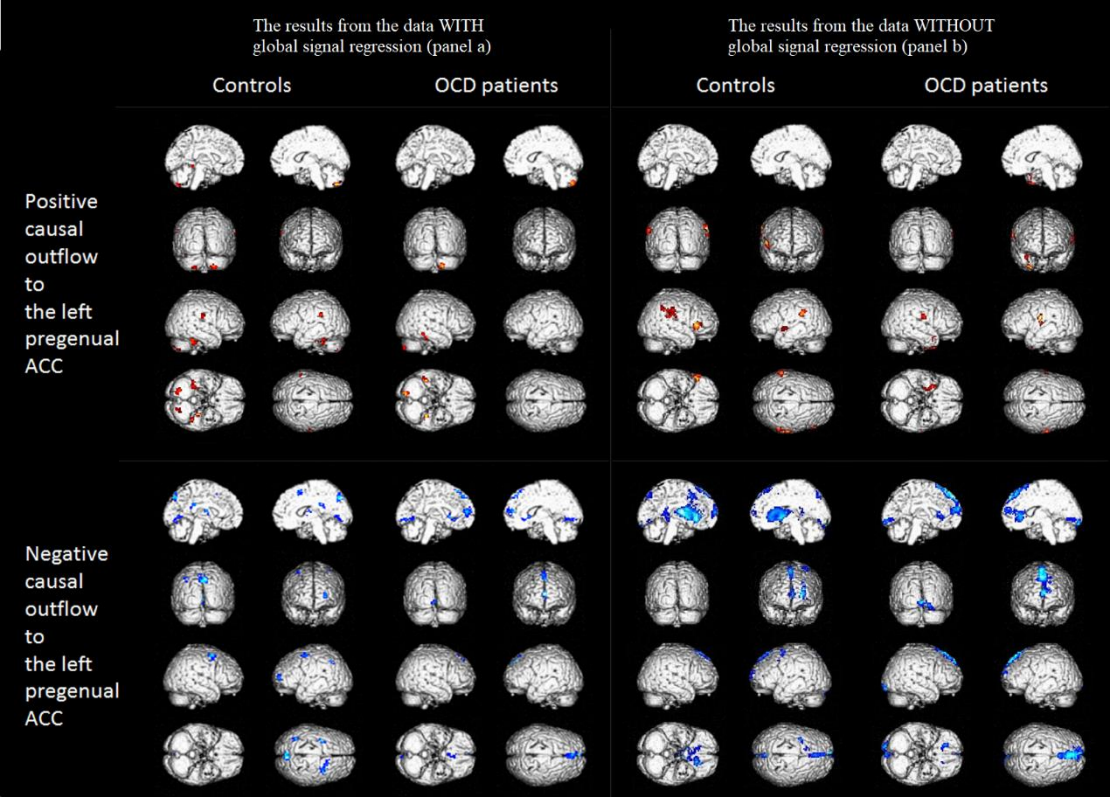 The results from the data WITH
global signal regression (panel a)
The results from the data WITHOUT
global signal regression (panel b)
Controls
OCD patients
Controls
OCD patients
Positive
causal
outflow
to
the left
pregenual
ACC
Negative
causal
outflow
to
the left
pregenual
ACC